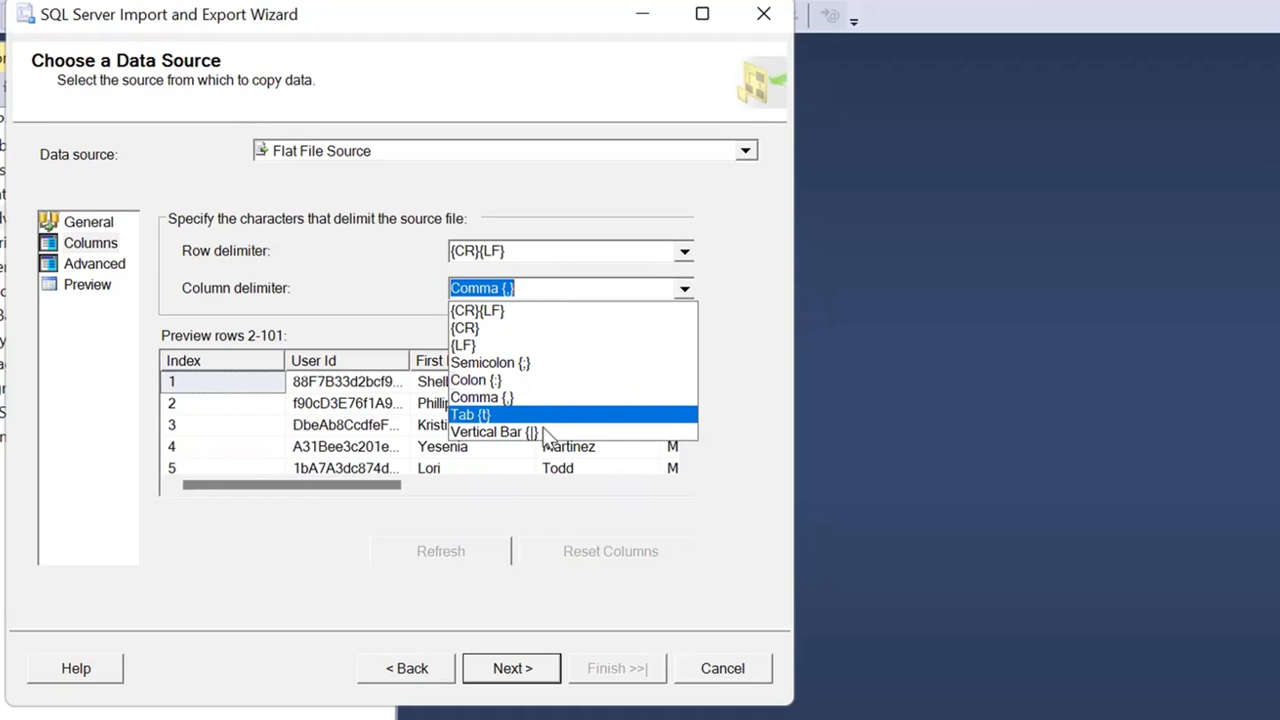 SQL Server Import and Export Wizard
Choose a Data Source
Select the source from which to copy data.
Data source:
Flat File Source
General
Columns
Advanced
Preview
Specify the characters that delimit the source file:
Row delimiter:
{CR}{LF}
Column delimiter:
Comma {,}
{CR}{LF}
{CR}
{LF}
Semicolon {;}
Colon {:}
Comma {,}
Tab {t}
Vertical Bar {|}
Preview rows 2-101:
Index User Id First
1 88F7B33d2bcf9... Shel
2 f90cD3E76f1A9... Philli
3 DbeAb8CcdfeF... Kristi
4 A31Bee3c201e... Yesenia Martinez M
5 1bA7A3dc874d... Lori Todd M
Refresh
Reset Columns
Help
< Back
Next >
Finish >>|
Cancel